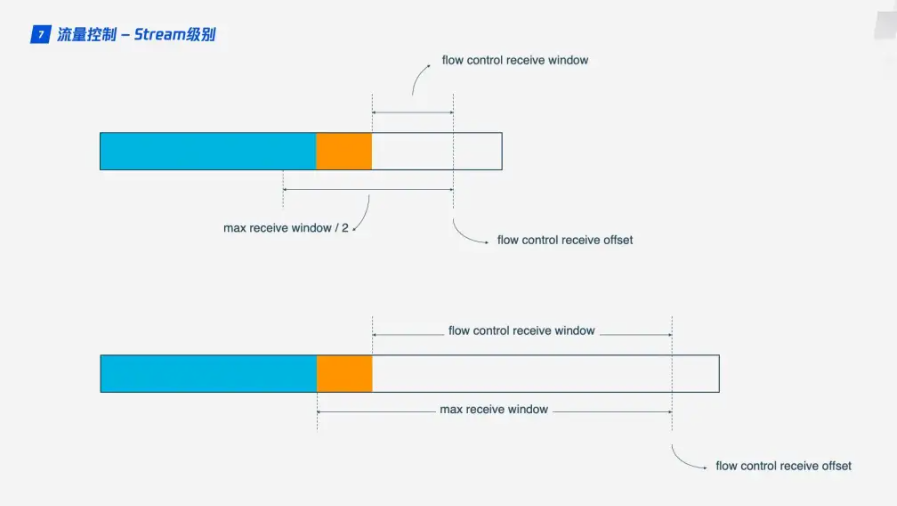 7 流量控制 – Stream级别
flow control receive window
max receive window / 2
flow control receive offset
flow control receive window
max receive window
flow control receive offset